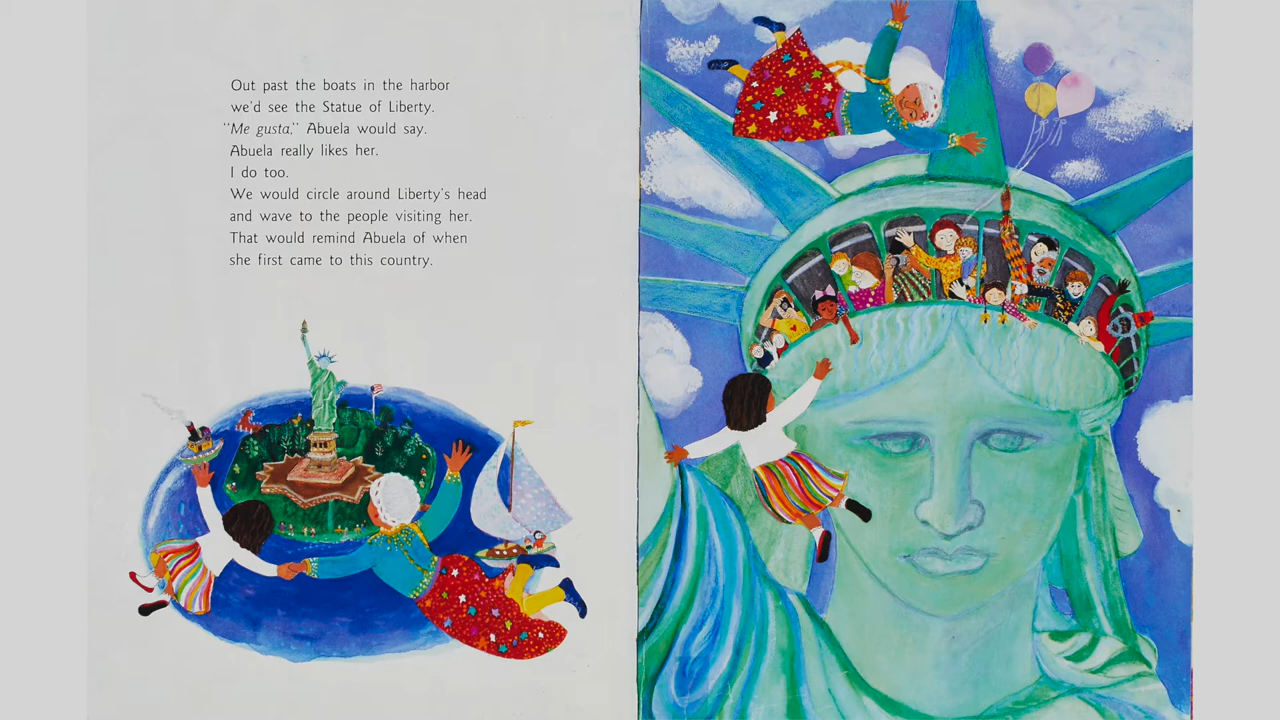 Out past the boats in the harbor
we'd see the Statue of Liberty.
"Me gusta," Abuela would say.
Abuela really likes her.
I do too.
We would circle around Liberty's head
and wave to the people visiting her.
That would remind Abuela of when
she first came to this country.